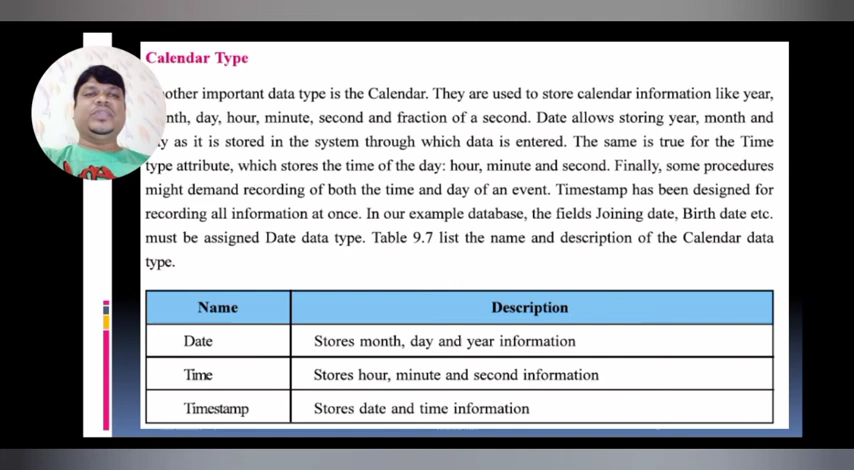 Calendar Type
other important data type is the Calendar. They are used to store calendar information like year,
nth, day, hour, minute, second and fraction of a second. Date allows storing year, month and
y as it is stored in the system through which data is entered. The same is true for the Time
type attribute, which stores the time of the day: hour, minute and second. Finally, some procedures
might demand recording of both the time and day of an event. Timestamp has been designed for
recording all information at once. In our example database, the fields Joining date, Birth date etc.
must be assigned Date data type. Table 9.7 list the name and description of the Calendar data
type.
Name Description
Date Stores month, day and year information
Time Stores hour, minute and second information
Timestamp Stores date and time information